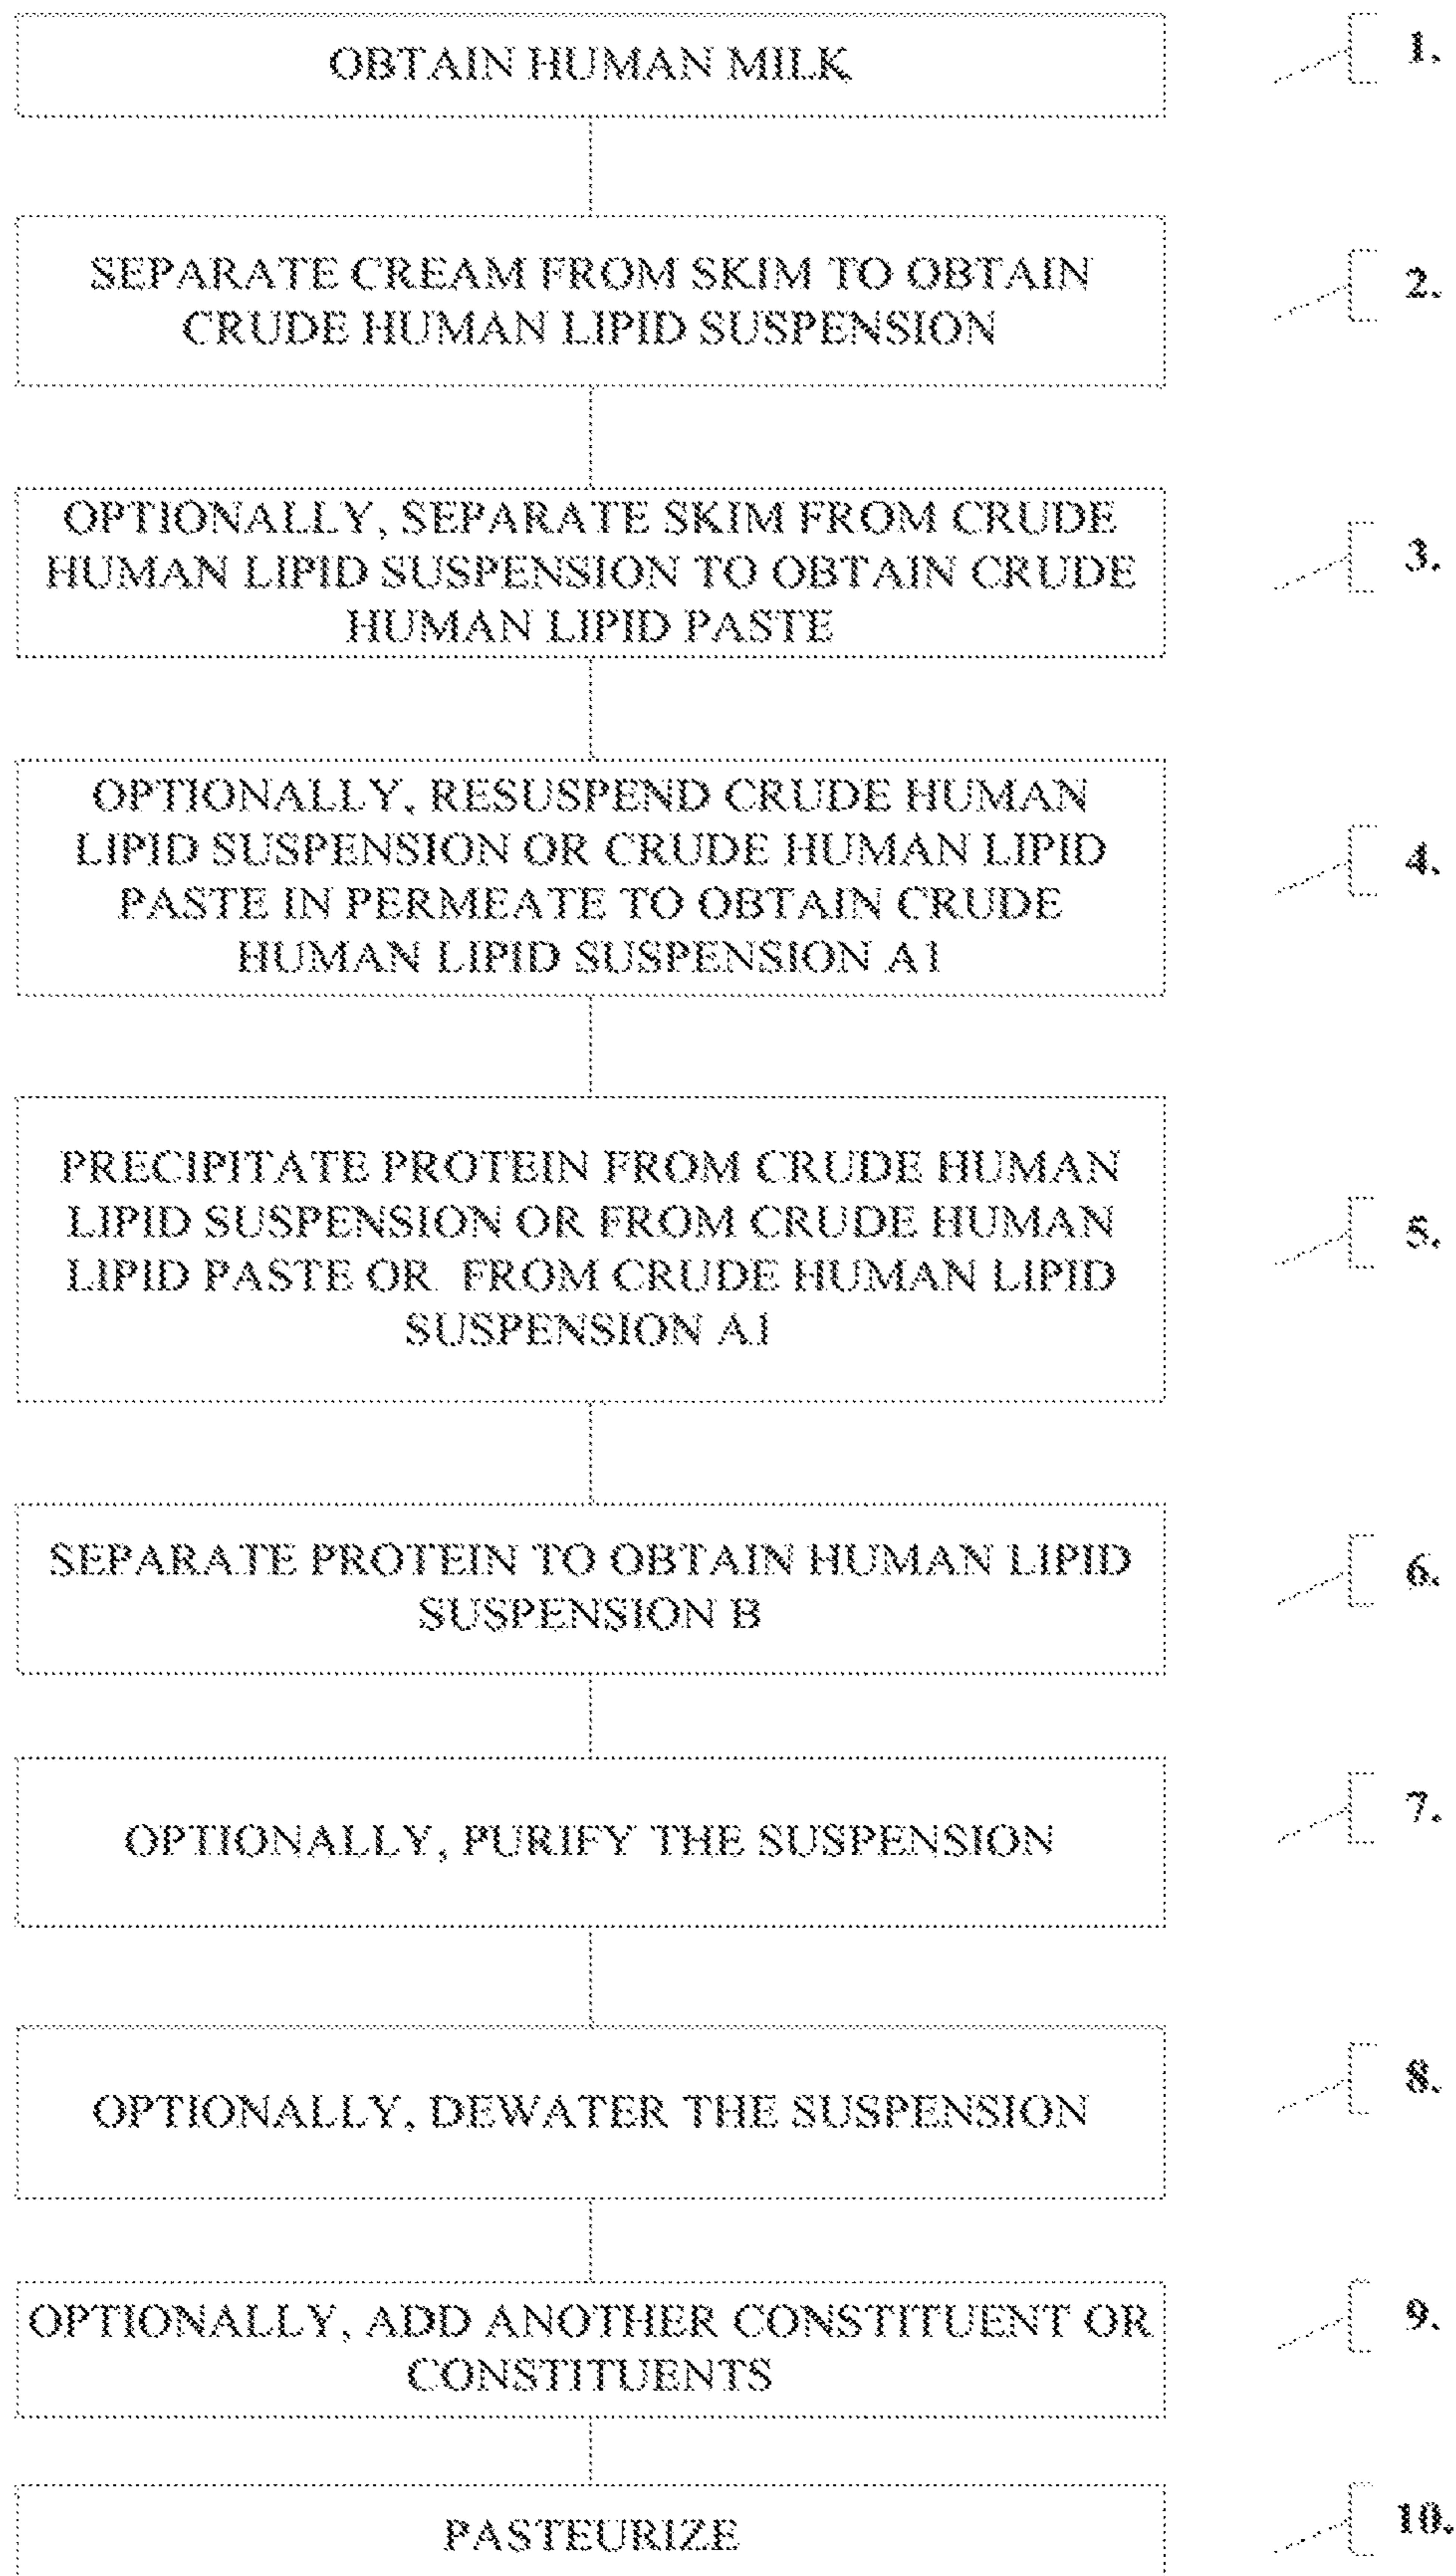 OBTAIN HUMAN MILK
1.
SEPARATE CREAM FROM SKIM TO OBTAIN
CRUDE HUMAN LIPID SUSPENSION
2.
OPTIONALLY, SEPARATE SKIM FROM CRUDE
HUMAN LIPID SUSPENSION TO OBTAIN CRUDE
HUMAN LIPID PASTE
3.
OPTIONALLY, RESUSPEND CRUDE HUMAN
LIPID SUSPENSION OR CRUDE HUMAN LIPID
PASTE IN PERMEATE TO OBTAIN CRUDE
HUMAN LIPID SUSPENSION A1
4.
PRECIPITATE PROTEIN FROM CRUDE HUMAN
LIPID SUSPENSION OR FROM CRUDE HUMAN
LIPID PASTE OR FROM CRUDE HUMAN LIPID
SUSPENSION A1
5.
SEPARATE PROTEIN TO OBTAIN HUMAN LIPID
SUSPENSION B
6.
OPTIONALLY, PURIFY THE SUSPENSION
7.
OPTIONALLY, DEWATER THE SUSPENSION
8.
OPTIONALLY, ADD ANOTHER CONSTITUENT OR
CONSTITUENTS
9.
PASTEURIZE
10.